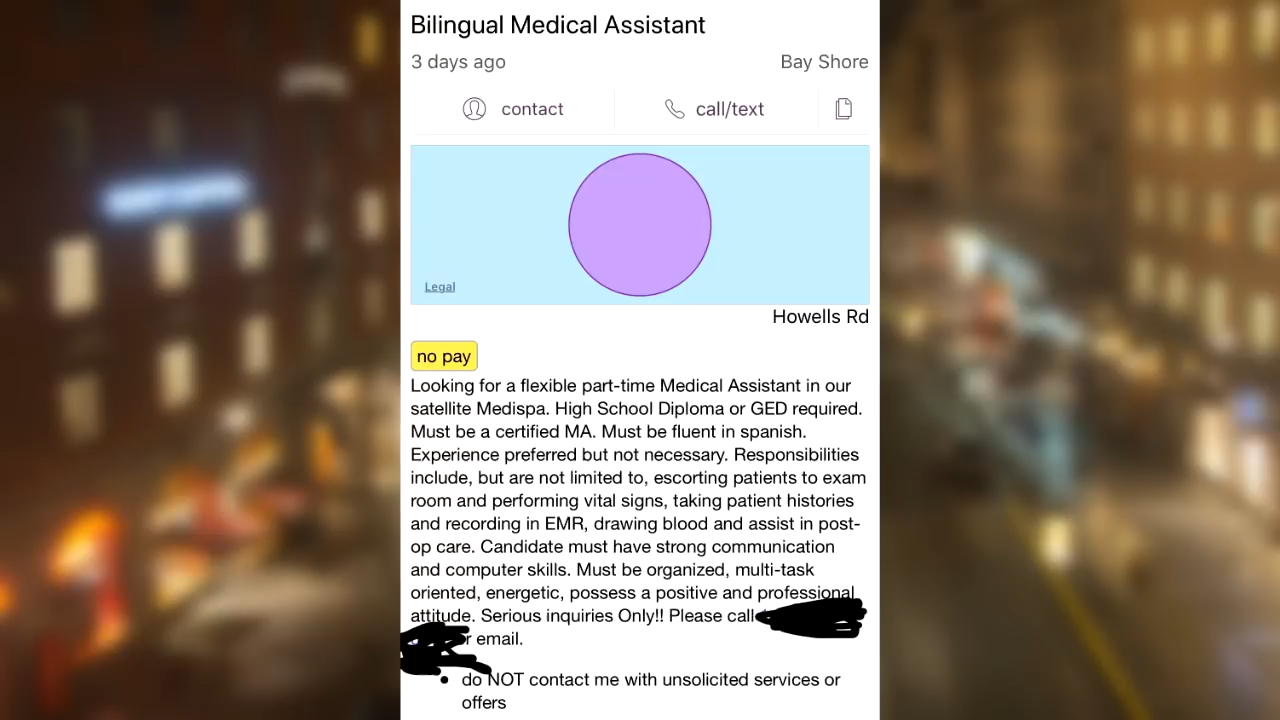 Bilingual Medical Assistant
3 days ago Bay Shore
contact call/text
Legal
Howells Rd
no pay
Looking for a flexible part-time Medical Assistant in our
satellite Medispa. High School Diploma or GED required.
Must be a certified MA. Must be fluent in spanish.
Experience preferred but not necessary. Responsibilities
include, but are not limited to, escorting patients to exam
room and performing vital signs, taking patient histories
and recording in EMR, drawing blood and assist in post-
op care. Candidate must have strong communication
and computer skills. Must be organized, multi-task
oriented, energetic, possess a positive and professional
attitude. Serious inquiries Only!! Please call
email.
• do NOT contact me with unsolicited services or
offers